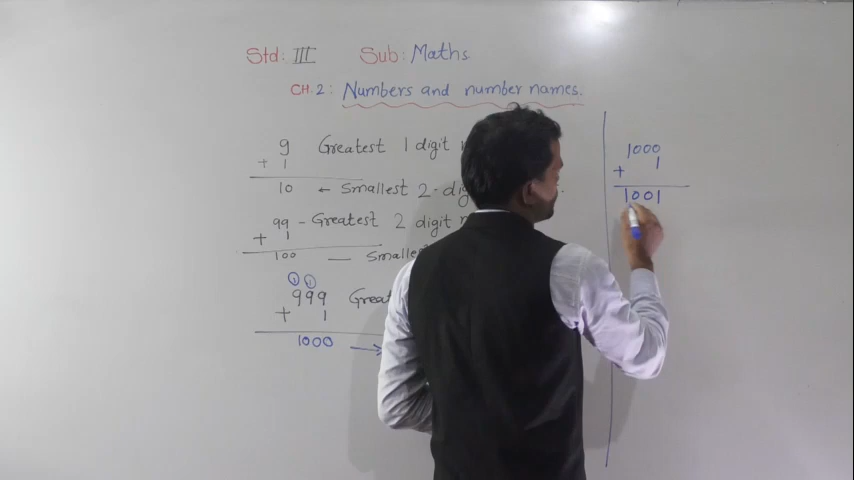 Std: III Sub: Maths
CH. 2: Numbers and number names.
9 Greatest 1 digit
+ 1
10 ← Smallest 2-dig
99 - Greatest 2 digit
+ 1
100 — Smalle
1 1
999 Great
+ 1
1000 →
1000
+ 1
1001